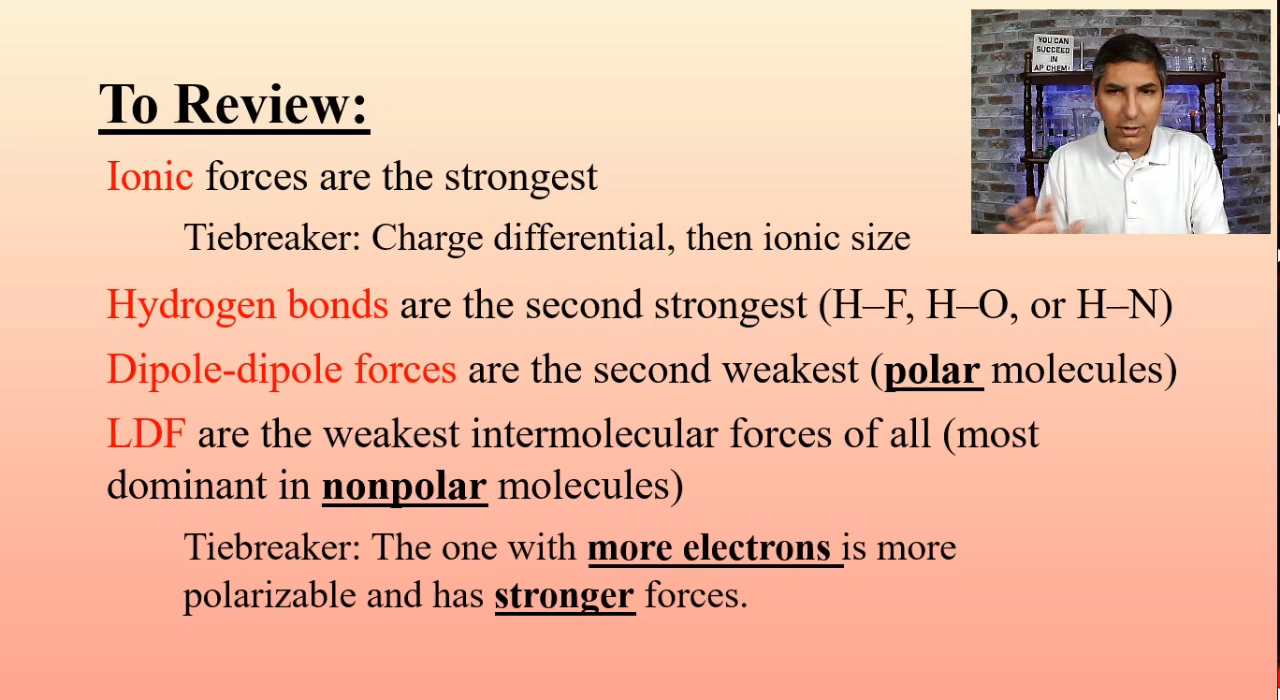 To Review:
Ionic forces are the strongest
Tiebreaker: Charge differential, then ionic size
Hydrogen bonds are the second strongest (H–F, H–O, or H–N)
Dipole-dipole forces are the second weakest (polar molecules)
LDF are the weakest intermolecular forces of all (most
dominant in nonpolar molecules)
Tiebreaker: The one with more electrons is more
polarizable and has stronger forces.
YOU CAN
SUCCEED
IN
AP CHEM!